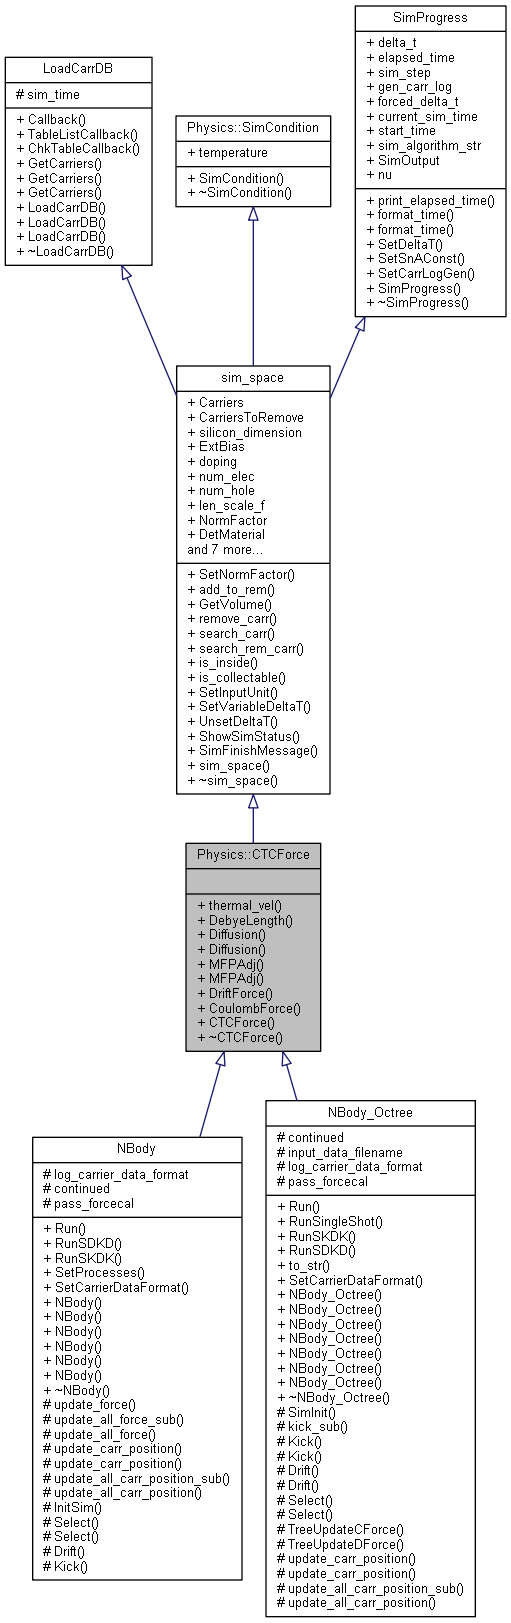 LoadCarrDB
# sim_time
+ Callback()
+ TableListCallback()
+ ChkTableCallback()
+ GetCarriers()
+ GetCarriers()
+ GetCarriers()
+ LoadCarrDB()
+ LoadCarrDB()
+ LoadCarrDB()
+ ~LoadCarrDB()
Physics::SimCondition
+ temperature
+ SimCondition()
+ ~SimCondition()
SimProgress
+ delta_t
+ elapsed_time
+ sim_step
+ gen_carr_log
+ forced_delta_t
+ current_sim_time
+ start_time
+ sim_algorithm_str
+ SimOutput
+ nu
+ print_elapsed_time()
+ format_time()
+ format_time()
+ SetDeltaT()
+ SetSnAConst()
+ SetCarrLogGen()
+ SimProgress()
+ ~SimProgress()
sim_space
+ Carriers
+ CarriersToRemove
+ silicon_dimension
+ ExtBias
+ doping
+ num_elec
+ num_hole
+ len_scale_f
+ NormFactor
+ DetMaterial
and 7 more...
+ SetNormFactor()
+ add_to_rem()
+ GetVolume()
+ remove_carr()
+ search_carr()
+ search_rem_carr()
+ is_inside()
+ is_collectable()
+ SetInputUnit()
+ SetVariableDeltaT()
+ UnsetDeltaT()
+ ShowSimStatus()
+ SimFinishMessage()
+ sim_space()
+ ~sim_space()
Physics::CTCForce
+ thermal_vel()
+ DebyeLength()
+ Diffusion()
+ Diffusion()
+ MFPAdj()
+ MFPAdj()
+ DriftForce()
+ CoulombForce()
+ CTCForce()
+ ~CTCForce()
NBody
# log_carrier_data_format
# continued
# pass_forcecal
+ Run()
+ RunSDKD()
+ RunSKDK()
+ SetProcesses()
+ SetCarrierDataFormat()
+ NBody()
+ NBody()
+ NBody()
+ NBody()
+ NBody()
+ NBody()
+ ~NBody()
# update_force()
# update_all_force_sub()
# update_all_force()
# update_carr_position()
# update_carr_position()
# update_all_carr_position_sub()
# update_all_carr_position()
# InitSim()
# Select()
# Select()
# Drift()
# Kick()
NBody_Octree
# continued
# input_data_filename
# log_carrier_data_format
# pass_forcecal
+ Run()
+ RunSingleShot()
+ RunSKDK()
+ RunSDKD()
+ to_str()
+ SetCarrierDataFormat()
+ NBody_Octree()
+ NBody_Octree()
+ NBody_Octree()
+ NBody_Octree()
+ NBody_Octree()
+ NBody_Octree()
+ NBody_Octree()
+ ~NBody_Octree()
# SimInit()
# kick_sub()
# Kick()
# Kick()
# Drift()
# Drift()
# Select()
# Select()
# TreeUpdateCForce()
# TreeUpdateDForce()
# update_carr_position()
# update_carr_position()
# update_all_carr_position_sub()
# update_all_carr_position()